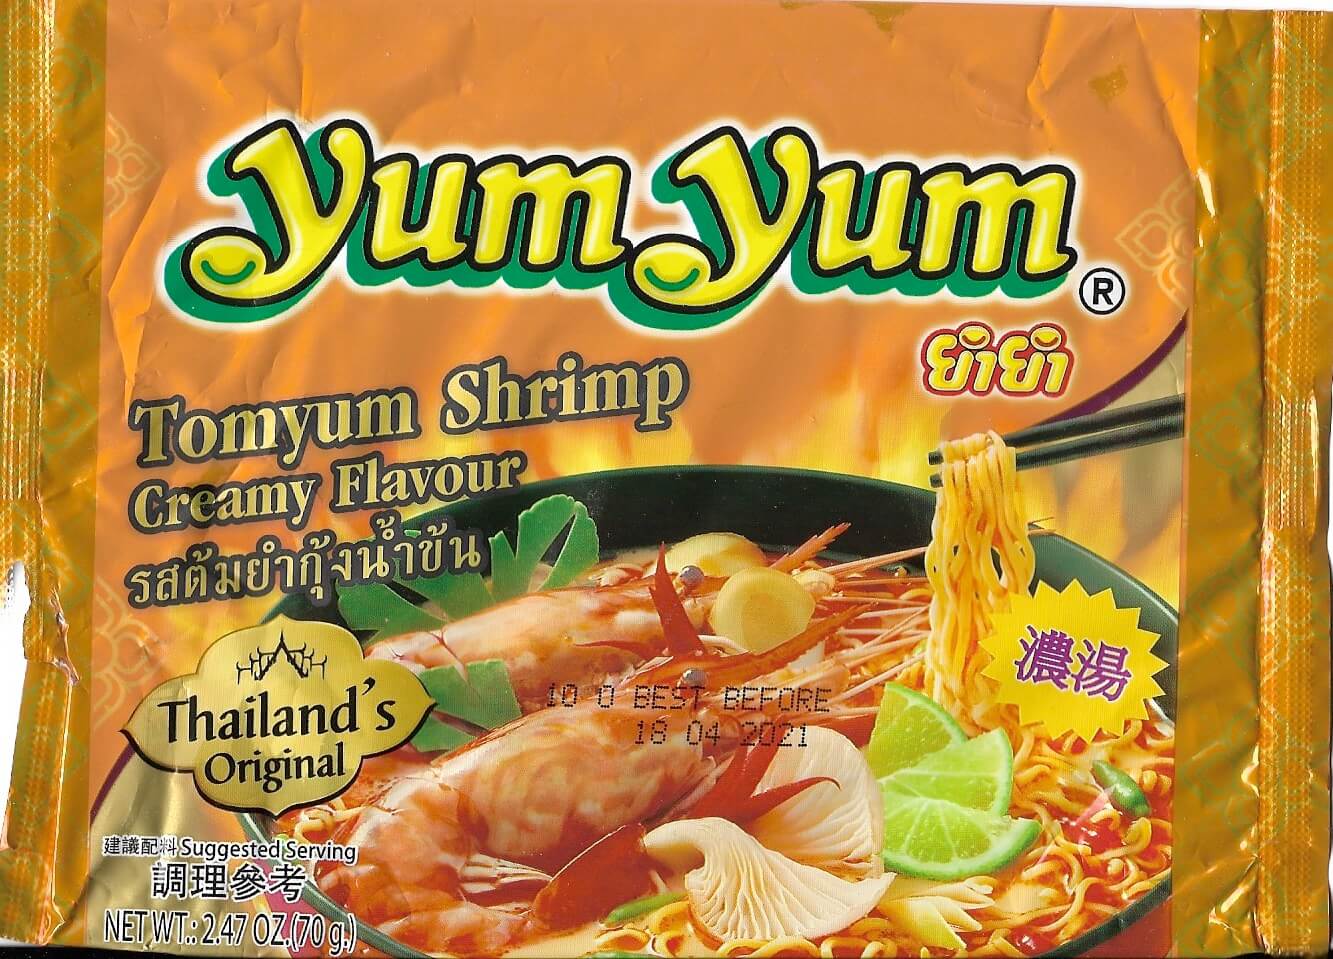 yum yum ®
ยำยำ
Tomyum Shrimp
Creamy Flavour
รสต้มยำกุ้งน้ำข้น
濃湯
10 0 BEST BEFORE
18 04 2021
Thailand's
Original
建議配料 Suggested Serving
調理參考
NET WT.: 2.47 OZ.(70 g.)